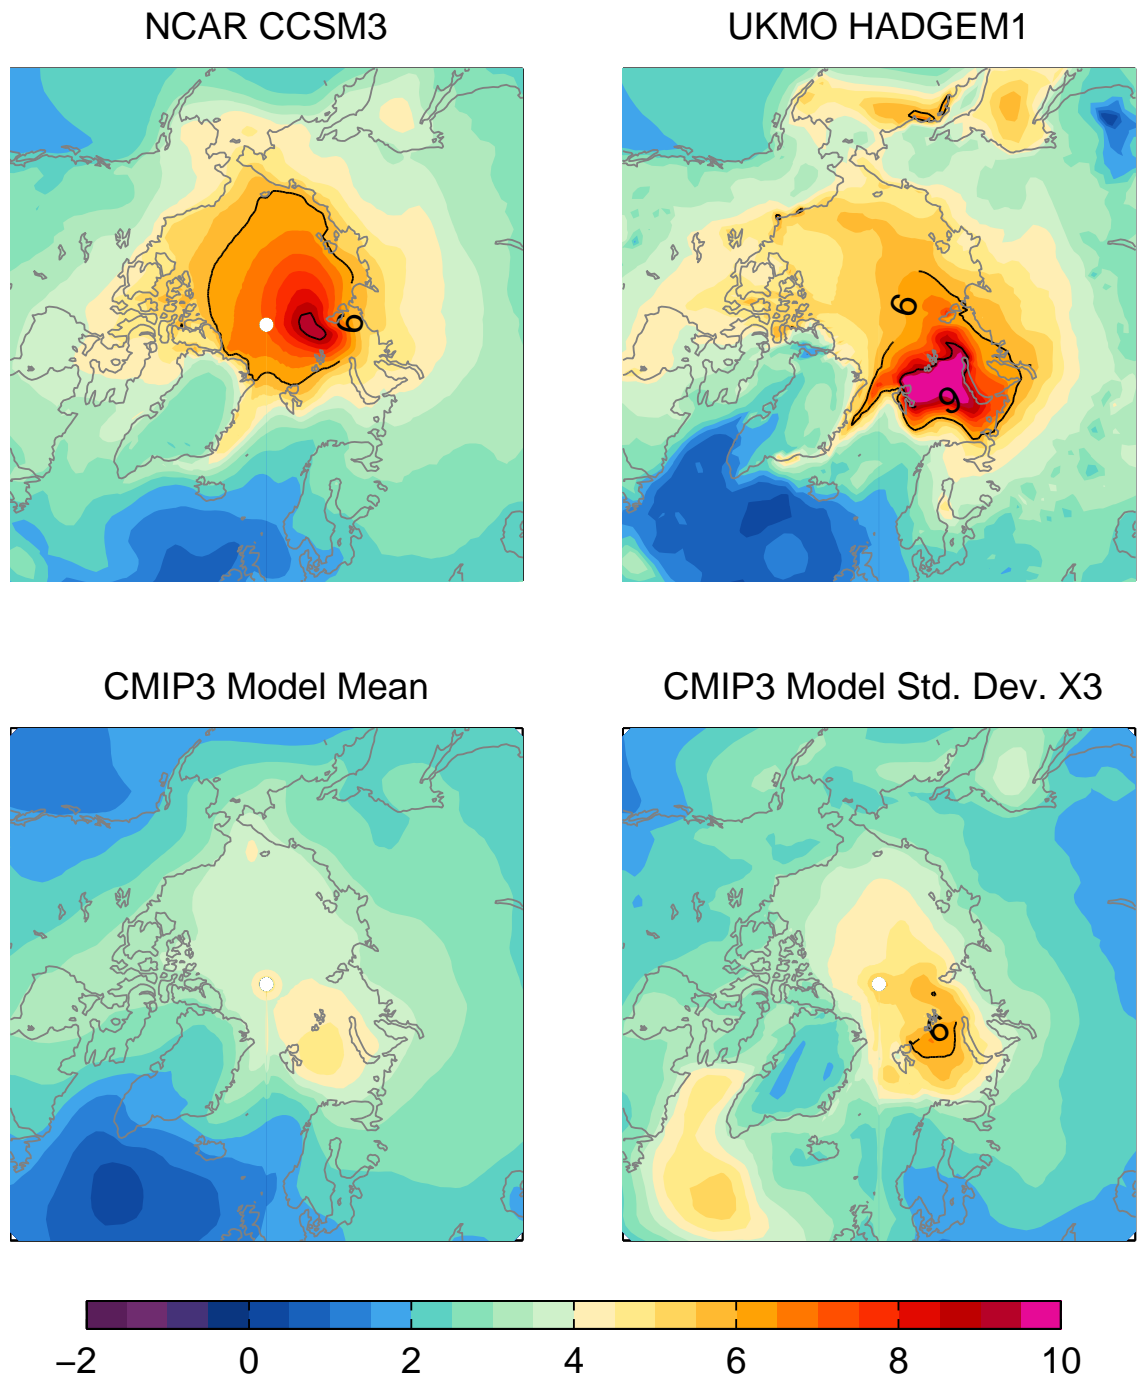 NCAR CCSM3
UKMO HADGEM1
6
6
9
CMIP3 Model Mean
CMIP3 Model Std. Dev. X3
6
−2 0 2 4 6 8 10